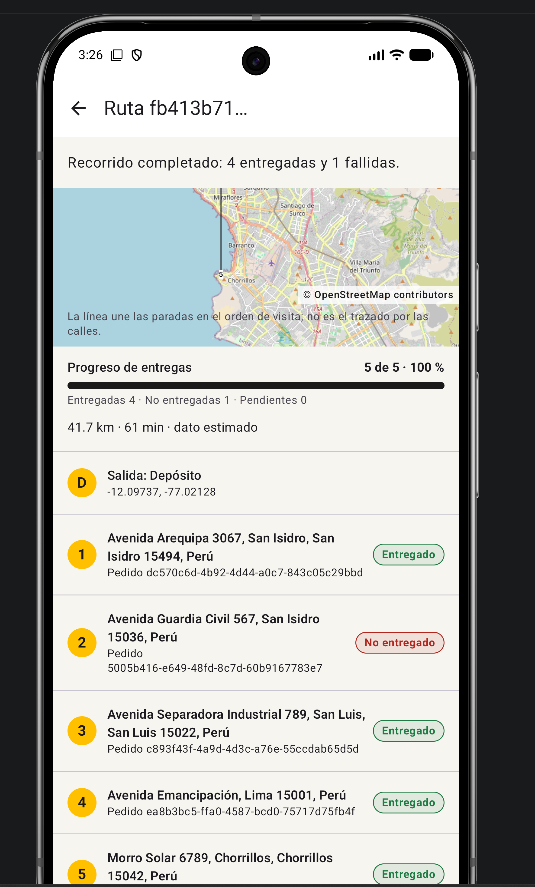 3:26
Ruta fb413b71...
Recorrido completado: 4 entregadas y 1 fallidas.
Miraflores
Santiago de
Surco
Barranco
Villa María
del Triunfo
5
Chorrillos
© OpenStreetMap contributors
La línea une las paradas en el orden de visita; no es el trazado por las
calles.
Progreso de entregas
5 de 5 · 100 %
Entregadas 4 · No entregadas 1 · Pendientes 0
41.7 km · 61 min · dato estimado
D
Salida: Depósito
-12.09737, -77.02128
1
Avenida Arequipa 3067, San Isidro, San
Isidro 15494, Perú
Pedido dc570c6d-4b92-4d44-a0c7-843c05c29bbd
Entregado
2
Avenida Guardia Civil 567, San Isidro
15036, Perú
Pedido
5005b416-e649-48fd-8c7d-60b9167783e7
No entregado
3
Avenida Separadora Industrial 789, San Luis,
San Luis 15022, Perú
Pedido c893f43f-4a9d-4d3c-a76e-55ccdab65d5d
Entregado
4
Avenida Emancipación, Lima 15001, Perú
Pedido ea8b3bc5-ffa0-4587-bcd0-75717d75fb4f
Entregado
5
Morro Solar 6789, Chorrillos, Chorrillos
15042, Perú
Entregado